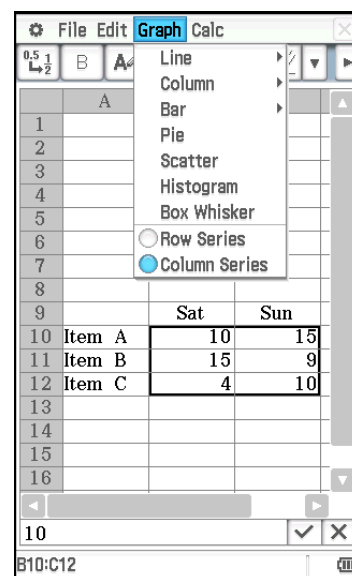 File Edit Graph Calc
0.5 1 2 B A
Line
Column
Bar
Pie
Scatter
Histogram
Box Whisker
Row Series
Column Series
A
1
2
3
4
5
6
7
8
9 Sat Sun
10 Item A 10 15
11 Item B 15 9
12 Item C 4 10
13
14
15
16
10
B10:C12